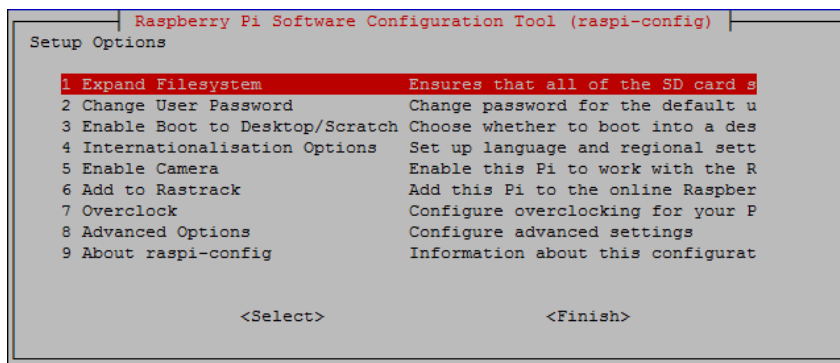 Raspberry Pi Software Configuration Tool (raspi-config)
Setup Options
1 Expand Filesystem Ensures that all of the SD card s
2 Change User Password Change password for the default u
3 Enable Boot to Desktop/Scratch Choose whether to boot into a des
4 Internationalisation Options Set up language and regional sett
5 Enable Camera Enable this Pi to work with the R
6 Add to Rastrack Add this Pi to the online Raspber
7 Overclock Configure overclocking for your P
8 Advanced Options Configure advanced settings
9 About raspi-config Information about this configurat
<Select> <Finish>